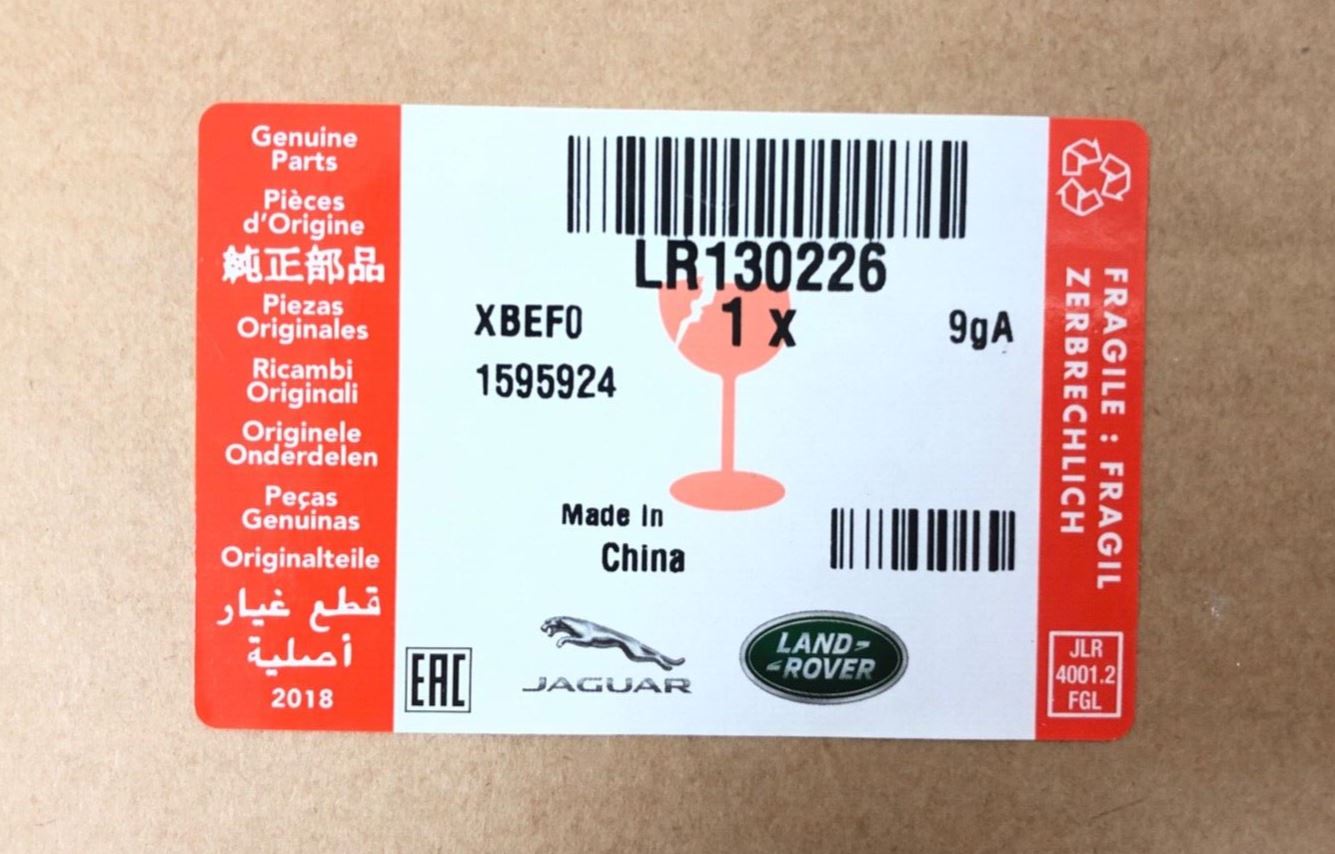 Genuine
Parts
Pièces
d'Origine
純正部品
Piezas
Originales
Ricambi
Originali
Originele
Onderdelen
Peças
Genuinas
Originalteile
قطع غيار
أصلية
2018
LR130226
XBEF0
1 x
9gA
1595924
Made In
China
EAC
JAGUAR
LAND-
-ROVER
FRAGILE : FRAGIL
ZERBRECHLICH
JLR
4001.2
FGL